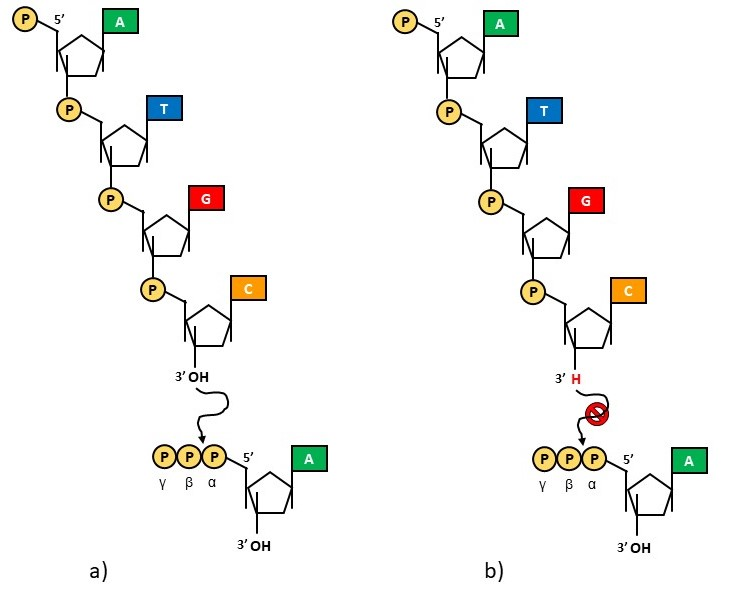 P 5' A
P T
P G
P C
3' OH
P P P 5' A
γ β α
3' OH
a)
P 5' A
P T
P G
P C
3' H
P P P 5' A
γ β α
3' OH
b)